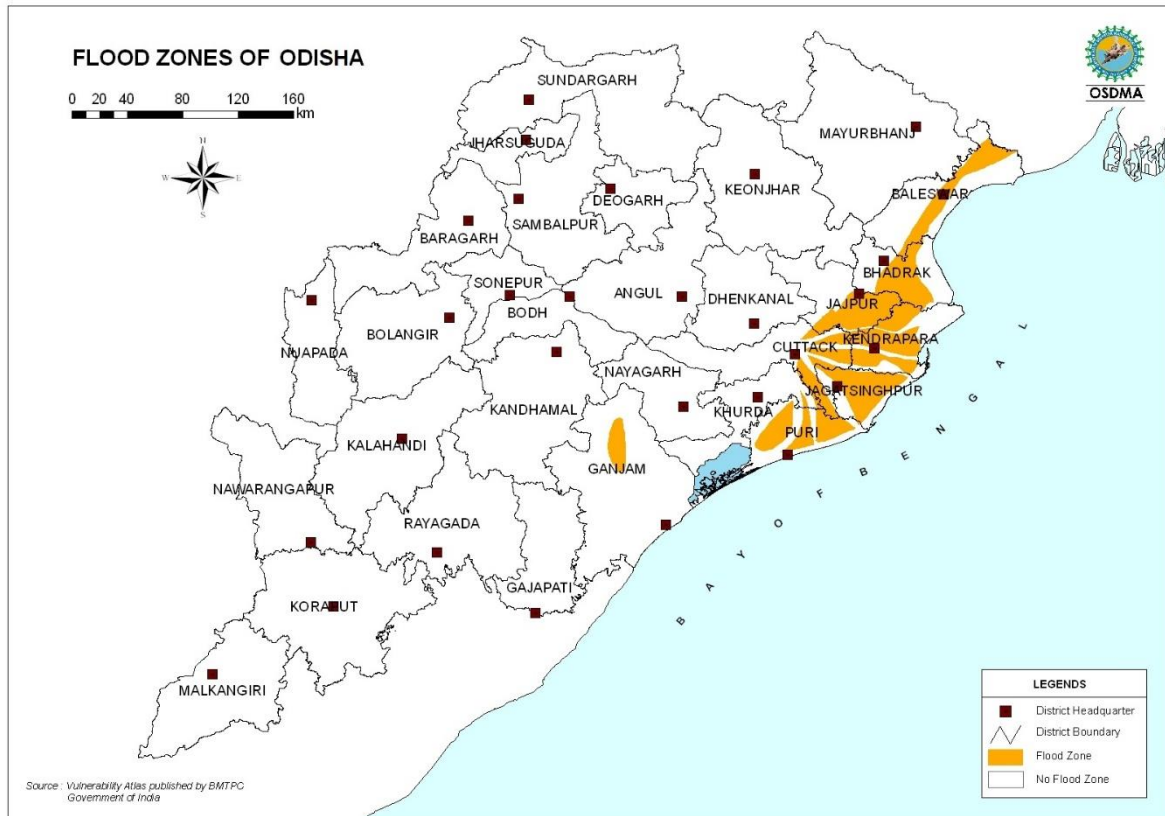 FLOOD ZONES OF ODISHA
0 20 40 80 120 160
km
N
W E
S
OSDMA
SUNDARGARH
JHARSUGUDA
MAYURBHANJ
KEONJHAR
DEOGARH
BALESWAR
SAMBALPUR
BARAGARH
BHADRAK
SONEPUR
ANGUL
DHENKANAL
JAJPUR
BODH
BOLANGIR
KENDRAPARA
CUTTACK
NUAPADA
NAYAGARH
JAGATSINGHPUR
KANDHAMAL
KHURDA
PURI
KALAHANDI
GANJAM
NAWARANGAPUR
RAYAGADA
GAJAPATI
KORAPUT
MALKANGIRI
BAY OF BENGAL
LEGENDS
District Headquarter
District Boundary
Flood Zone
No Flood Zone
Source : Vulnerability Atlas published by BMTPC
Government of India